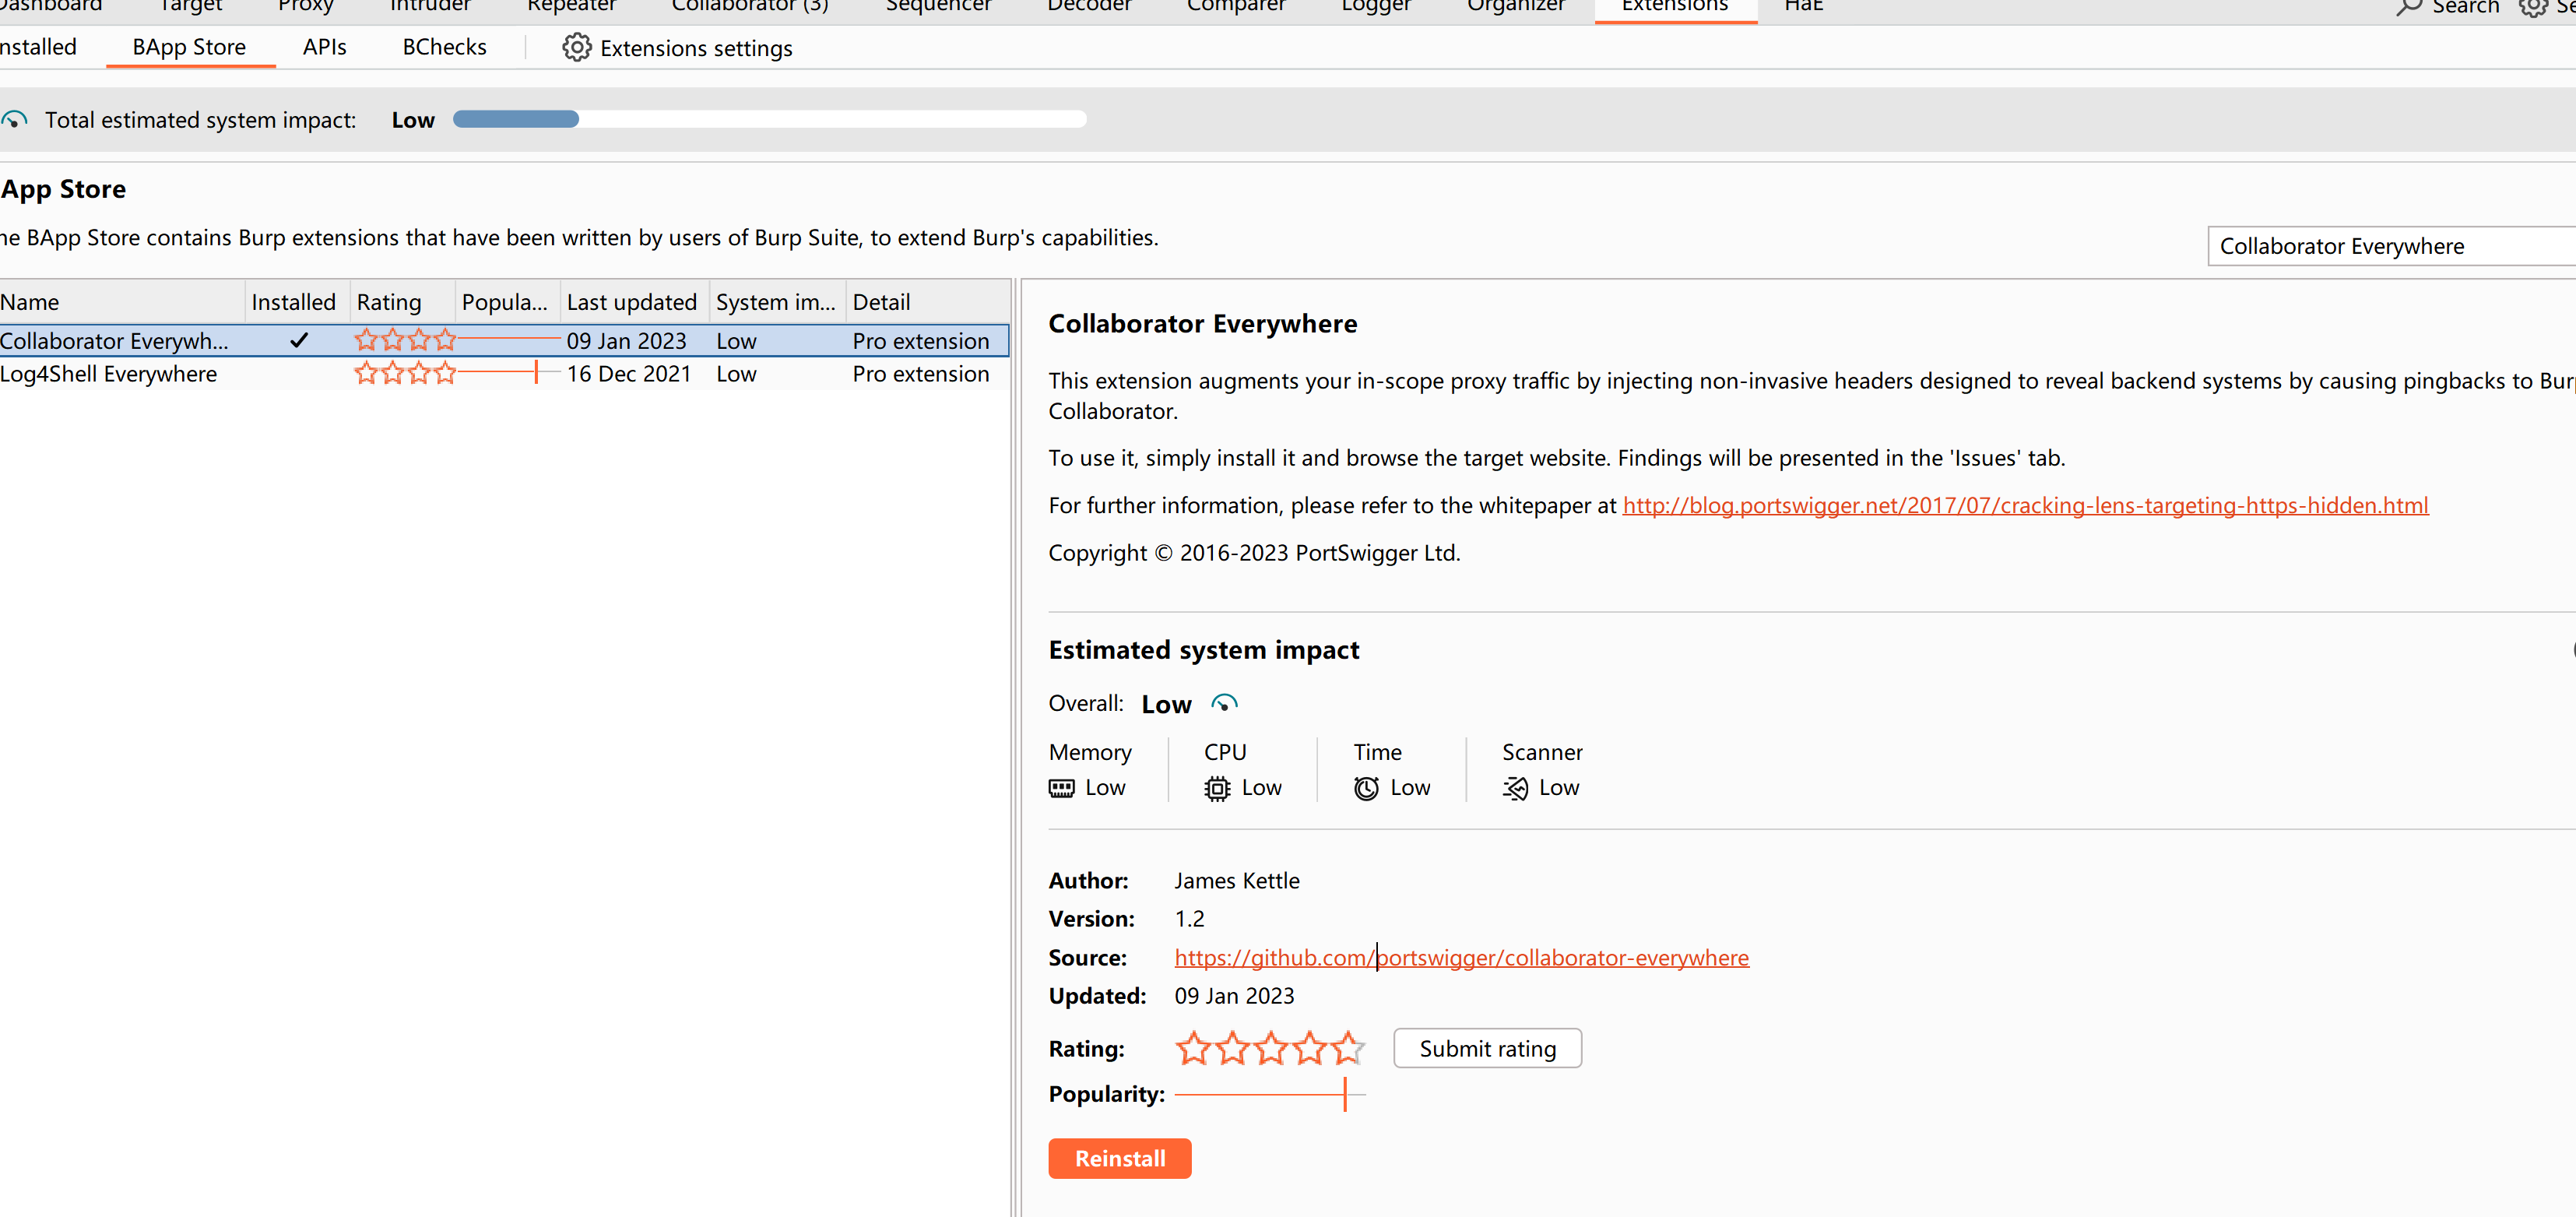 Dashboard Target Proxy Intruder Repeater Collaborator (3) Sequencer Decoder Comparer Logger Organizer Extensions HaE Search Se
nstalled BApp Store APIs BChecks Extensions settings
Total estimated system impact: Low
App Store
he BApp Store contains Burp extensions that have been written by users of Burp Suite, to extend Burp's capabilities.
Collaborator Everywhere
Name Installed Rating Popula... Last updated System im... Detail
Collaborator Everywh... 09 Jan 2023 Low Pro extension
Log4Shell Everywhere 16 Dec 2021 Low Pro extension
Collaborator Everywhere
This extension augments your in-scope proxy traffic by injecting non-invasive headers designed to reveal backend systems by causing pingbacks to Burp
Collaborator.
To use it, simply install it and browse the target website. Findings will be presented in the 'Issues' tab.
For further information, please refer to the whitepaper at http://blog.portswigger.net/2017/07/cracking-lens-targeting-https-hidden.html
Copyright © 2016-2023 PortSwigger Ltd.
Estimated system impact
Overall: Low
Memory CPU Time Scanner
Low Low Low Low
Author: James Kettle
Version: 1.2
Source: https://github.com/portswigger/collaborator-everywhere
Updated: 09 Jan 2023
Rating: Submit rating
Popularity:
Reinstall